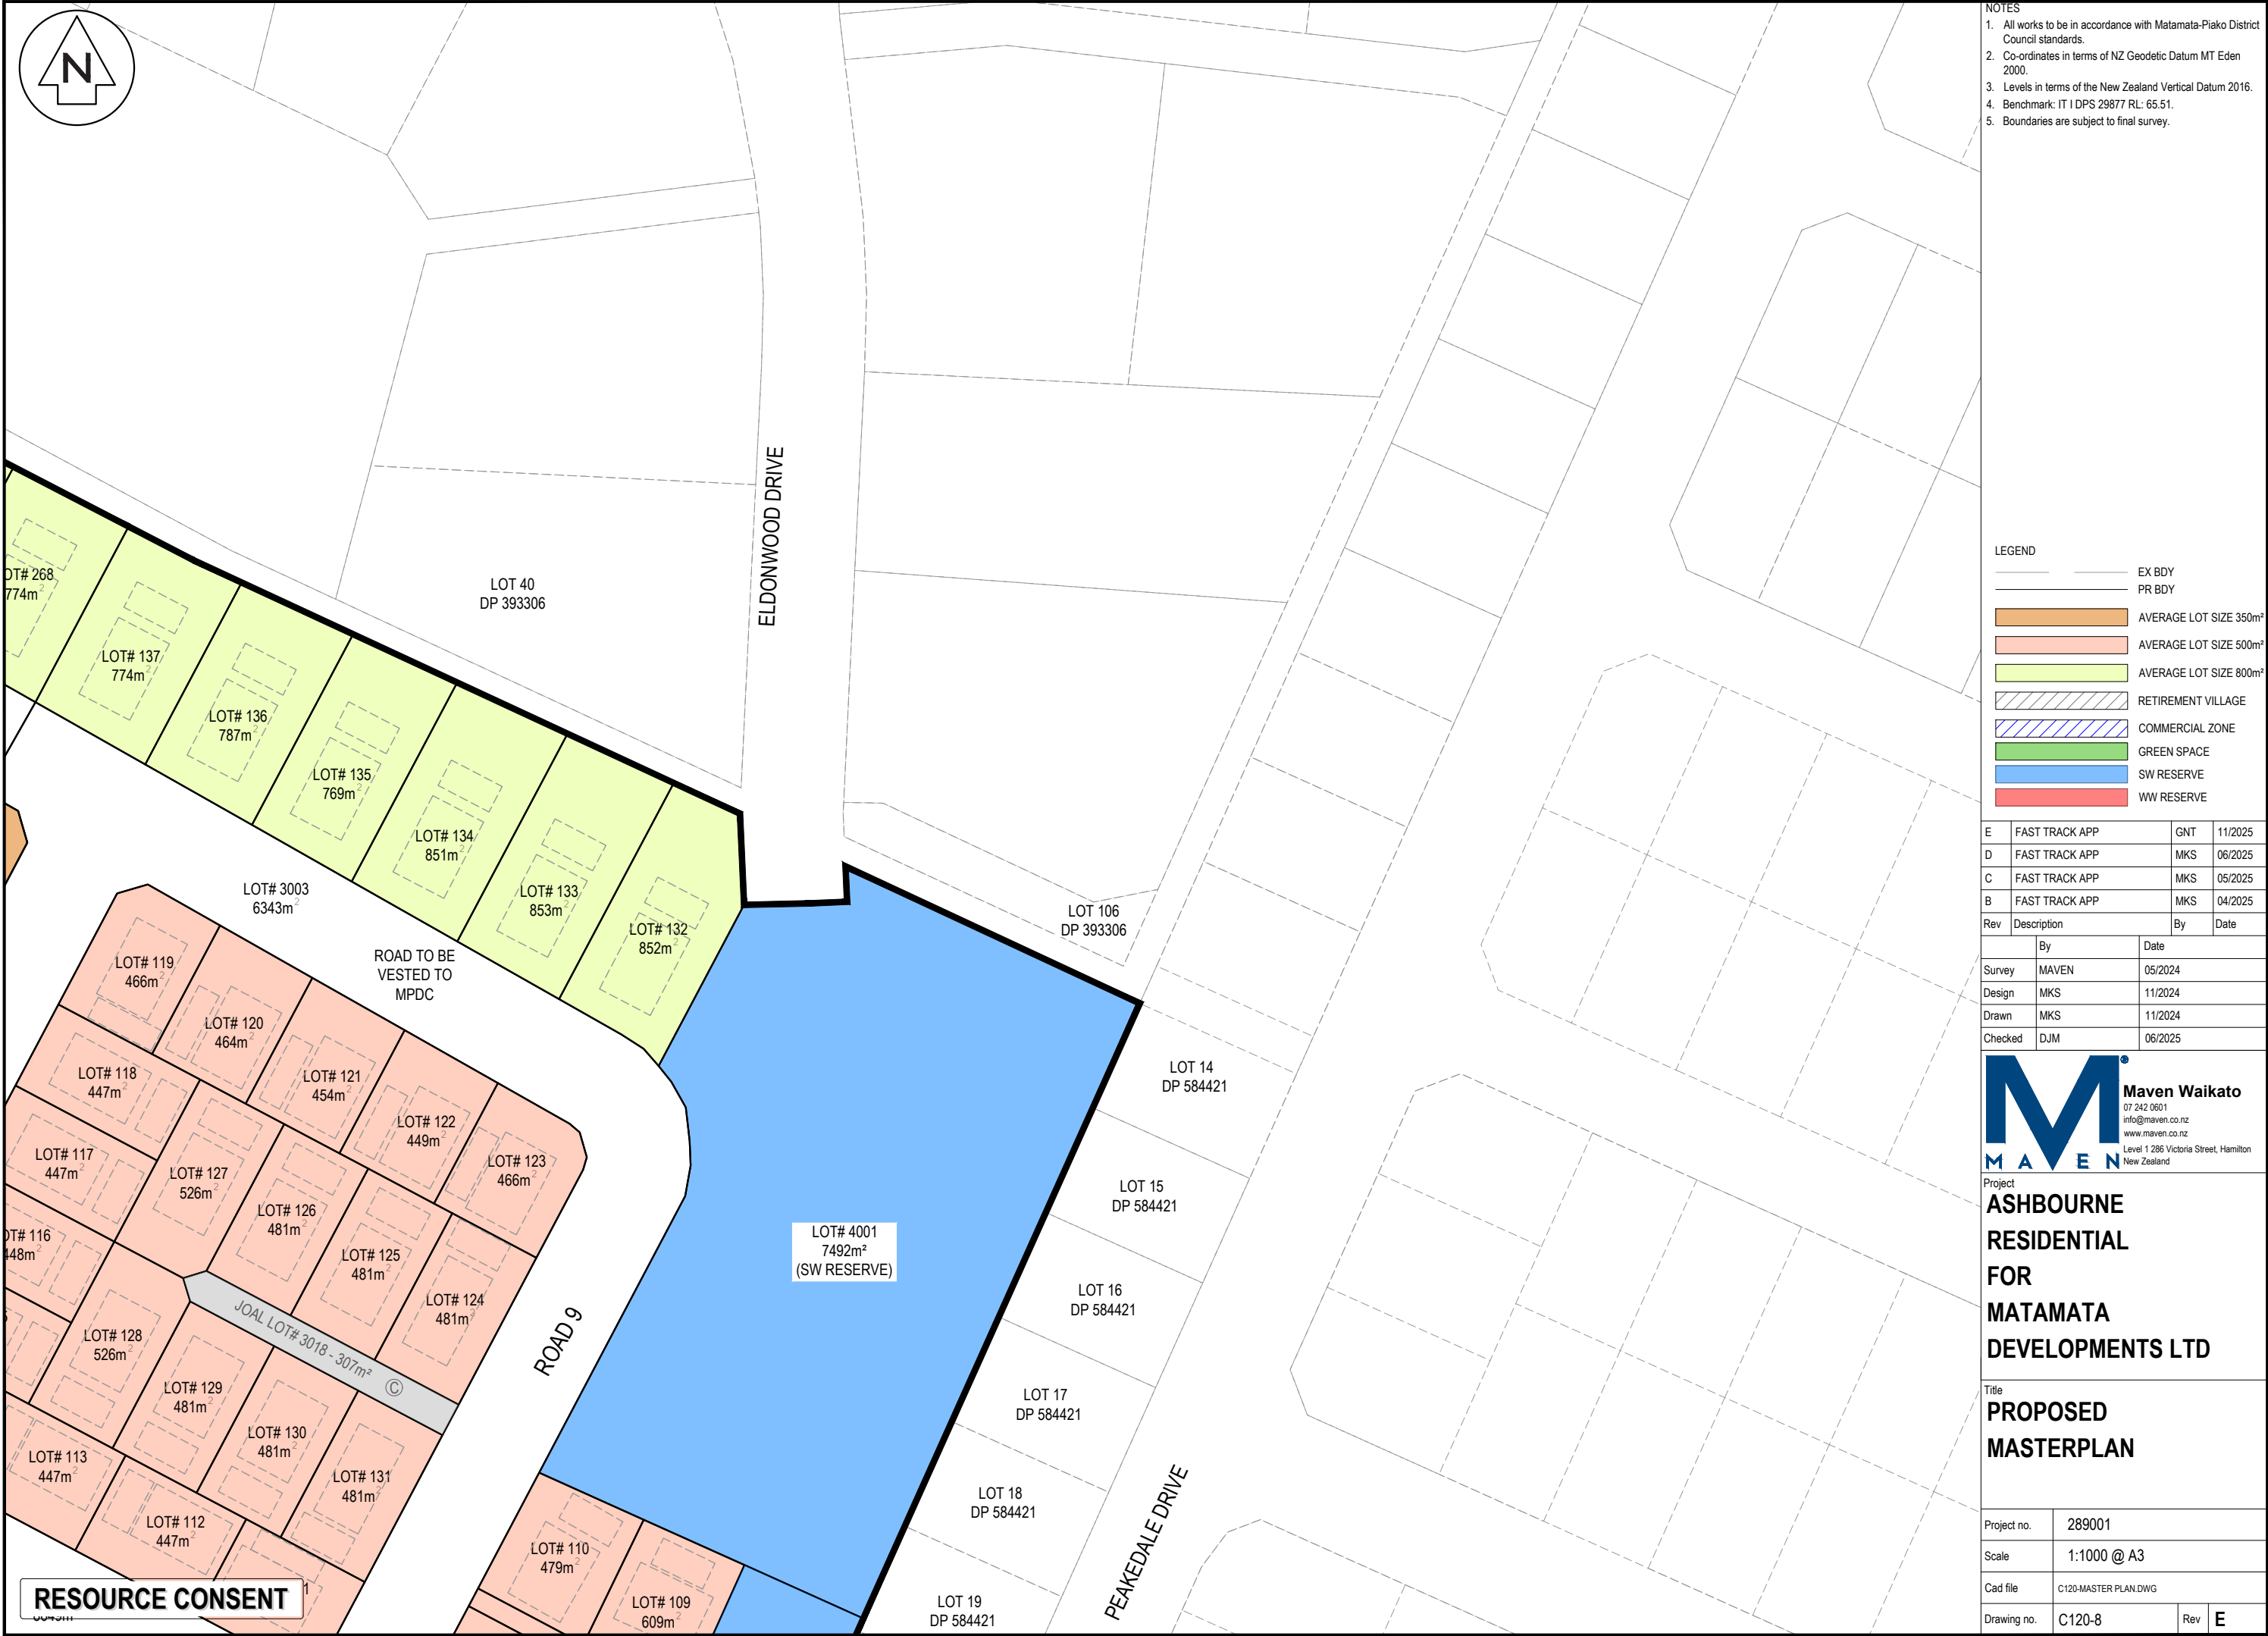 N
NOTES
1. All works to be in accordance with Matamata-Piako District
Council standards.
2. Co-ordinates in terms of NZ Geodetic Datum MT Eden
2000.
3. Levels in terms of the New Zealand Vertical Datum 2016.
4. Benchmark: IT I DPS 29877 RL: 65.51.
5. Boundaries are subject to final survey.
LEGEND
EX BDY
PR BDY
AVERAGE LOT SIZE 350m²
AVERAGE LOT SIZE 500m²
AVERAGE LOT SIZE 800m²
RETIREMENT VILLAGE
COMMERCIAL ZONE
GREEN SPACE
SW RESERVE
WW RESERVE
E FAST TRACK APP GNT 11/2025
D FAST TRACK APP MKS 06/2025
C FAST TRACK APP MKS 05/2025
B FAST TRACK APP MKS 04/2025
Rev Description By Date
By Date
Survey MAVEN 05/2024
Design MKS 11/2024
Drawn MKS 11/2024
Checked DJM 06/2025
MAVEN
®
Maven Waikato
07 242 0601
info@maven.co.nz
www.maven.co.nz
Level 1 286 Victoria Street, Hamilton
New Zealand
Project
ASHBOURNE
RESIDENTIAL
FOR
MATAMATA
DEVELOPMENTS LTD
Title
PROPOSED
MASTERPLAN
Project no. 289001
Scale 1:1000 @ A3
Cad file C120-MASTER PLAN.DWG
Drawing no. C120-8 Rev E
ELDONWOOD DRIVE
LOT 40
DP 393306
OT# 268
774m²
LOT# 137
774m²
LOT# 136
787m²
LOT# 135
769m²
LOT# 134
851m²
LOT# 133
853m²
LOT# 132
852m²
LOT# 3003
6343m²
ROAD TO BE
VESTED TO
MPDC
LOT 106
DP 393306
LOT# 119
466m²
LOT# 120
464m²
LOT# 121
454m²
LOT# 122
449m²
LOT# 123
466m²
LOT# 118
447m²
LOT# 117
447m²
LOT# 127
526m²
LOT# 126
481m²
LOT# 125
481m²
LOT# 124
481m²
OT# 116
448m²
JOAL LOT# 3018 - 307m²
©
LOT# 128
526m²
LOT# 129
481m²
LOT# 130
481m²
LOT# 131
481m²
LOT# 113
447m²
LOT# 112
447m²
ROAD 9
LOT# 4001
7492m²
(SW RESERVE)
LOT# 110
479m²
LOT# 109
609m²
LOT 14
DP 584421
LOT 15
DP 584421
LOT 16
DP 584421
LOT 17
DP 584421
LOT 18
DP 584421
LOT 19
DP 584421
PEAKEDALE DRIVE
RESOURCE CONSENT